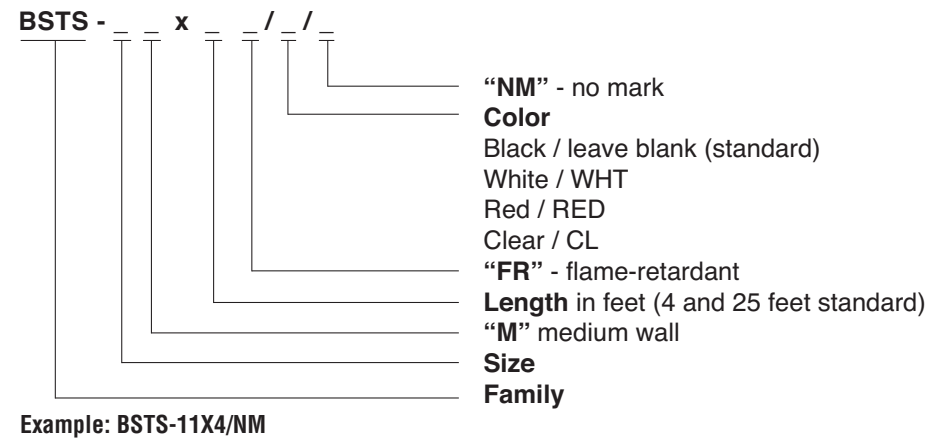 BSTS - _ _ x _ _ / _ / _
“NM” - no mark
Color
Black / leave blank (standard)
White / WHT
Red / RED
Clear / CL
“FR” - flame-retardant
Length in feet (4 and 25 feet standard)
“M” medium wall
Size
Family
Example: BSTS-11X4/NM